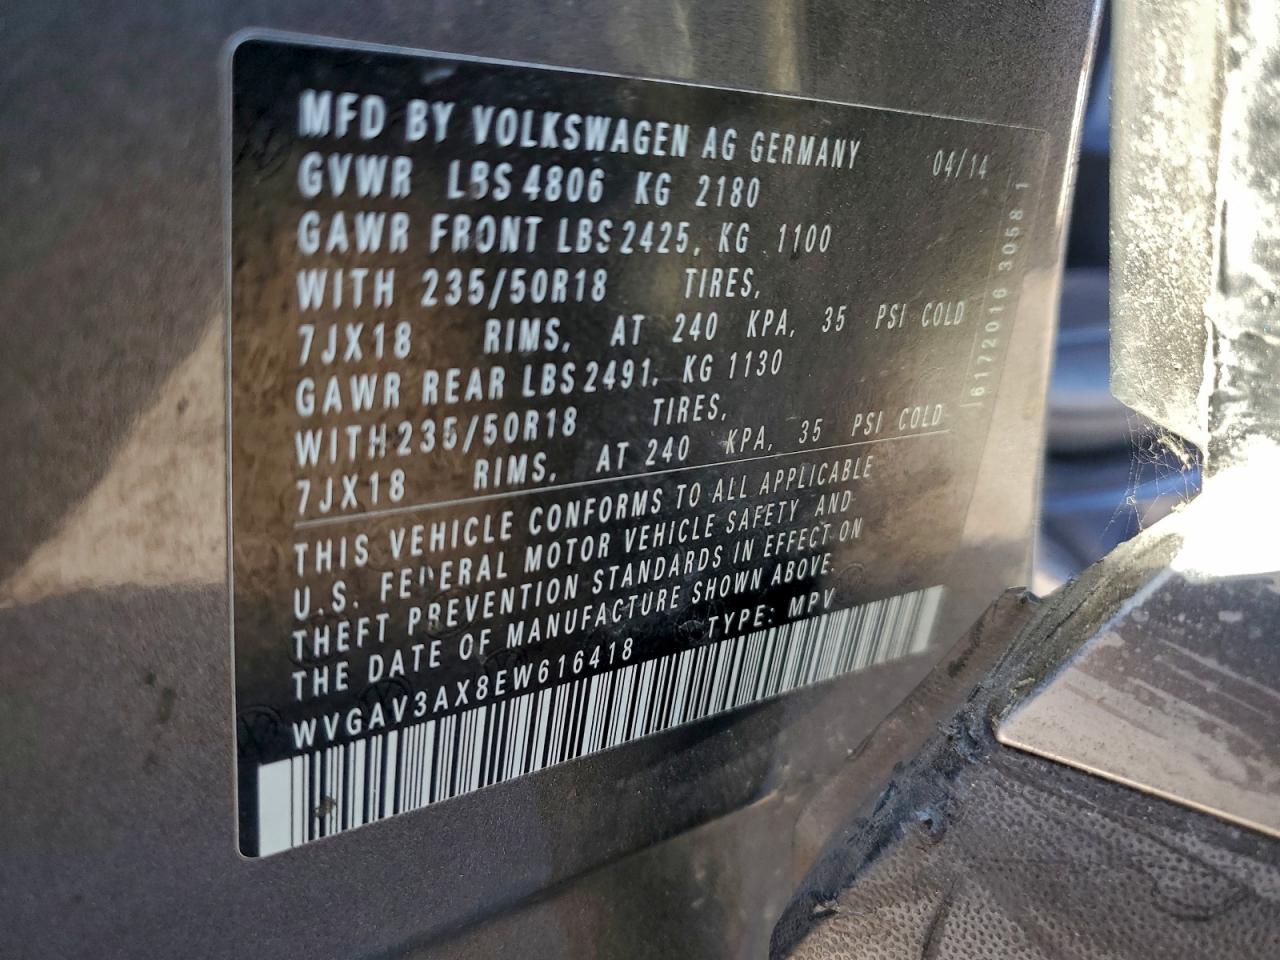 MFD BY VOLKSWAGEN AG GERMANY 04/14
GVWR LBS 4806 KG 2180
GAWR FRONT LBS 2425, KG 1100
WITH 235/50R18 TIRES,
7JX18 RIMS, AT 240 KPA, 35 PSI COLD
GAWR REAR LBS 2491, KG 1130
WITH 235/50R18 TIRES,
7JX18 RIMS, AT 240 KPA, 35 PSI COLD
THIS VEHICLE CONFORMS TO ALL APPLICABLE
U.S. FEDERAL MOTOR VEHICLE SAFETY AND
THEFT PREVENTION STANDARDS IN EFFECT ON
THE DATE OF MANUFACTURE SHOWN ABOVE.
WVGAV3AX8EW616418 TYPE: MPV
6172016 3058 1